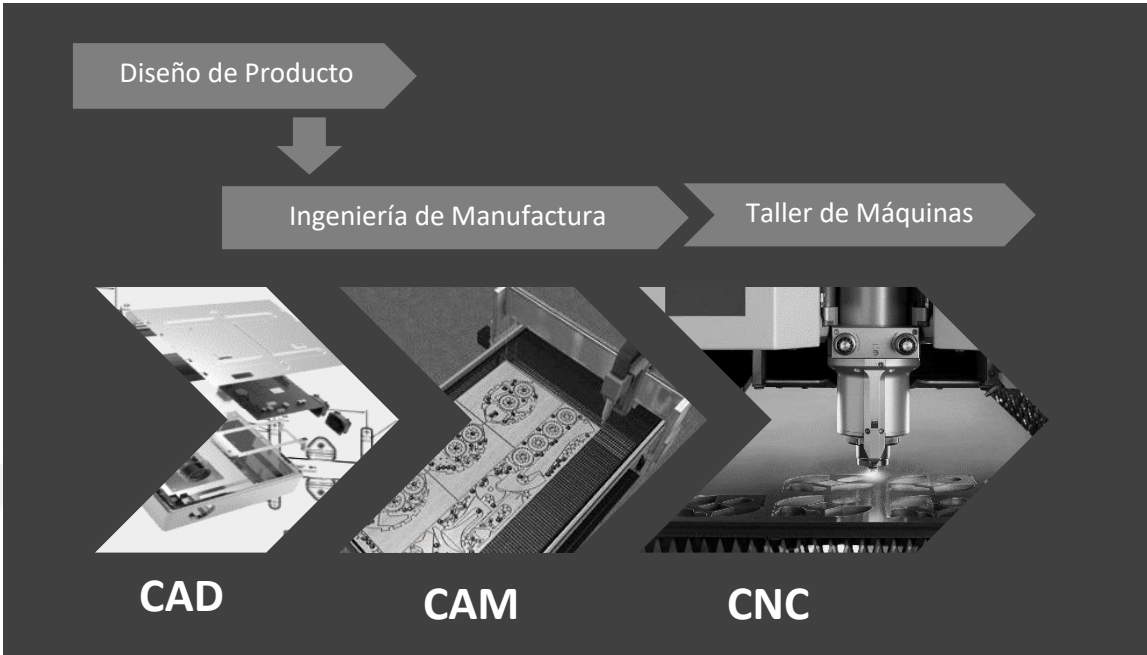 Diseño de Producto
Ingeniería de Manufactura
Taller de Máquinas
CAD
CAM
CNC